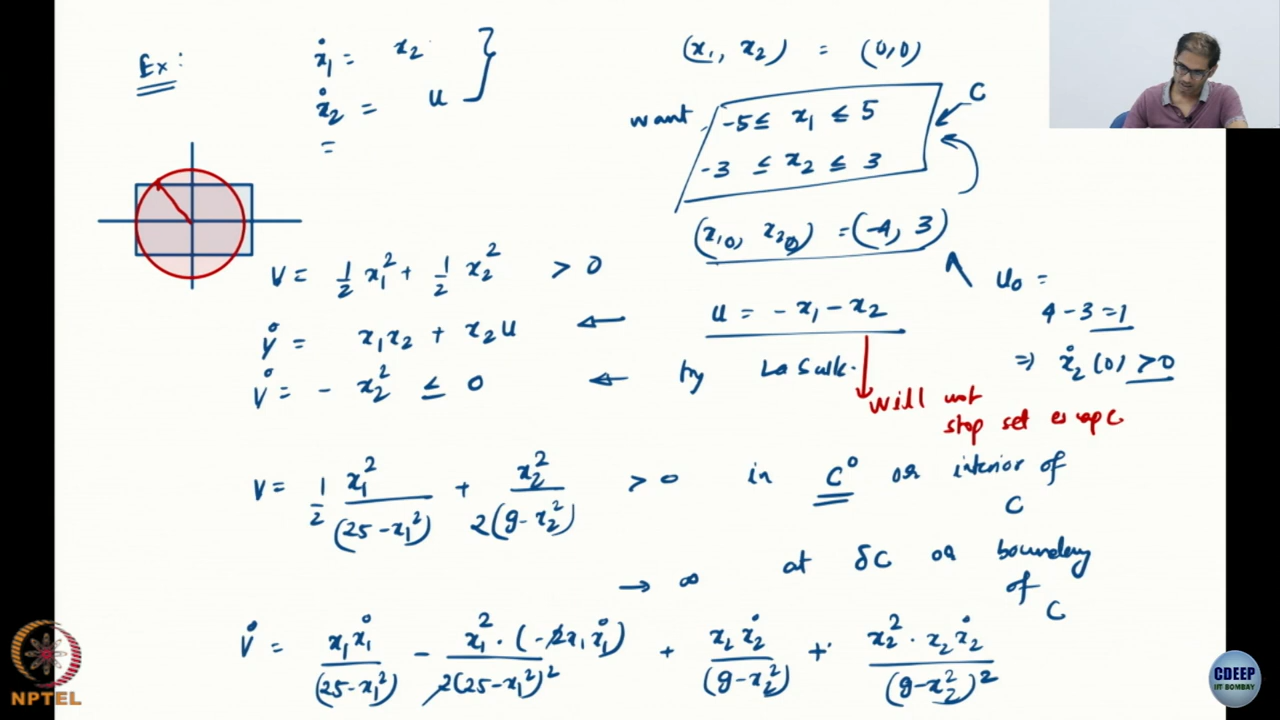 Ex:
ẋ₁ = x₂
ẋ₂ = u
=
(x₁, x₂) = (0,0)
want
-5 ≤ x₁ ≤ 5
-3 ≤ x₂ ≤ 3
C
(x₁₀, x₂₀) = (-4, 3)
V = 1/2 x₁² + 1/2 x₂² > 0
u = -x₁ - x₂
u₀ =
4 - 3 = 1
⇒ ẋ₂(0) > 0
V̇ = x₁x₂ + x₂u ←
V̇ = - x₂² ≤ 0 ← by LaSalle.
will not
stop set escape
V = 1/2 x₁²/(25-x₁²) + x₂²/2(9-x₂²) > 0 in C° or interior of
C
→ ∞ at δC or boundary
of
C
V̇ = x₁ẋ₁/(25-x₁²) - x₁²·(-2x₁ẋ₁)/2(25-x₁²)² + x₂ẋ₂/(9-x₂²) + x₂²·x₂ẋ₂/(9-x₂²)²
NPTEL
CDEEP
IIT BOMBAY